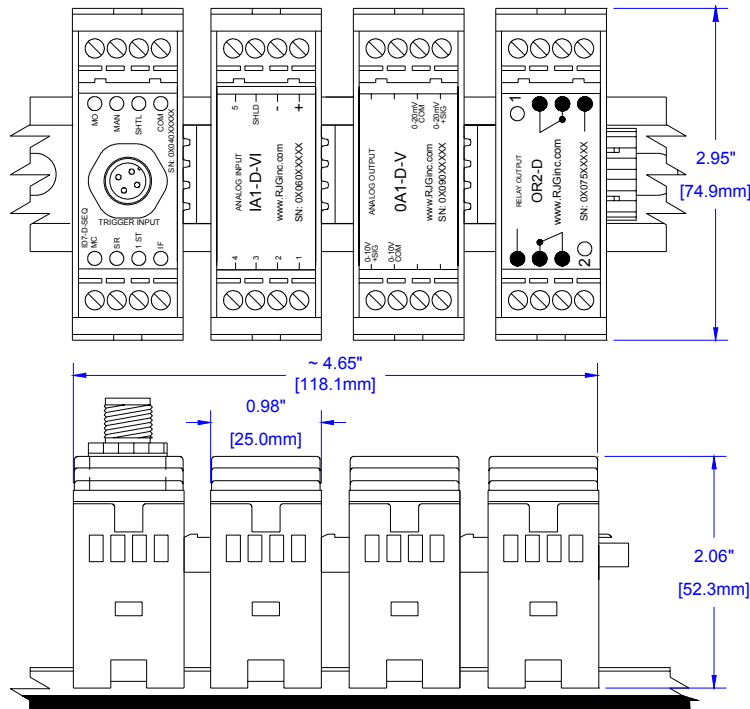 MO
MAN
SHTL
COM
SN: 0X040XXXXX
TRIGGER INPUT
ID7-D-SEQ
MC
SR
1 ST
IF
5
SHLD
-
+
ANALOG INPUT
IA1-D-VI
www.RJGinc.com
SN: 0X060XXXXX
4
3
2
1
0-20mV
COM
0-20mV
+SIG
ANALOG OUTPUT
0A1-D-V
www.RJGinc.com
SN: 0X090XXXXX
0-10V
+SIG
0-10V
COM
1
RELAY OUTPUT
OR2-D
www.RJGinc.com
SN: 0X075XXXXX
2
2.95"
[74.9mm]
~ 4.65"
[118.1mm]
0.98"
[25.0mm]
2.06"
[52.3mm]